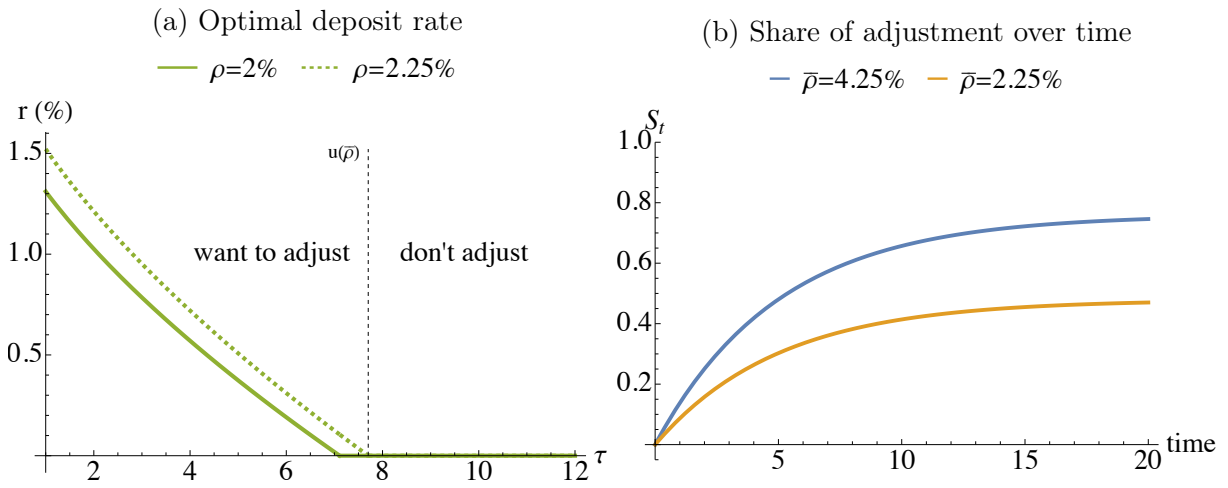 (a) Optimal deposit rate
ρ=2% ρ=2.25%
r (%)
1.5
1.0
0.5
u(ρ̅)
want to adjust
don't adjust
2 4 6 8 10 12
τ
(b) Share of adjustment over time
ρ̅=4.25% ρ̅=2.25%
S_t
1.0
0.8
0.6
0.4
0.2
5 10 15 20
time